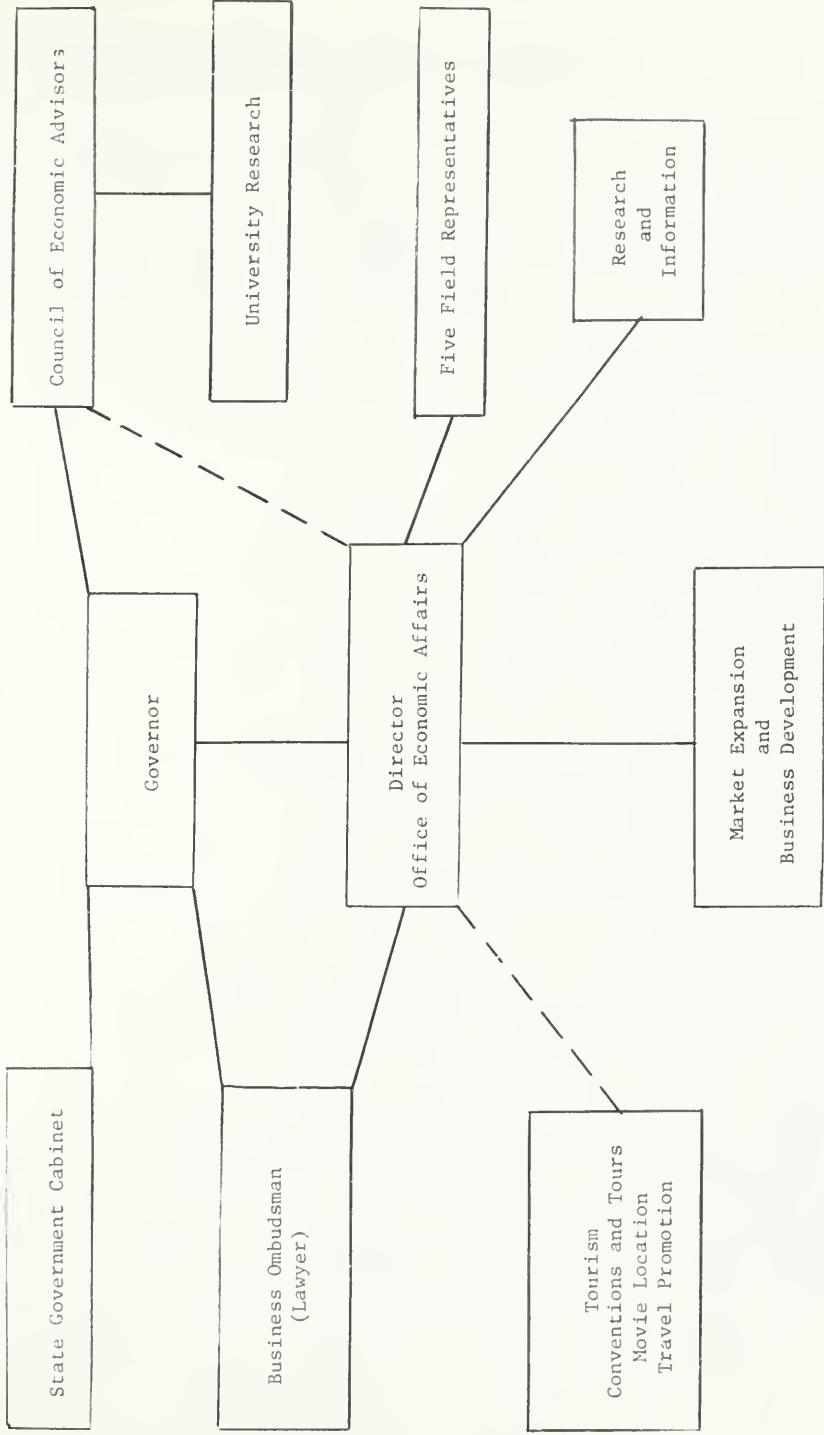 State Government Cabinet
Governor
Council of Economic Advisors
Business Ombudsman
(Lawyer)
University Research
Director
Office of Economic Affairs
Five Field Representatives
Tourism
Conventions and Tours
Movie Location
Travel Promotion
Market Expansion
and
Business Development
Research
and
Information